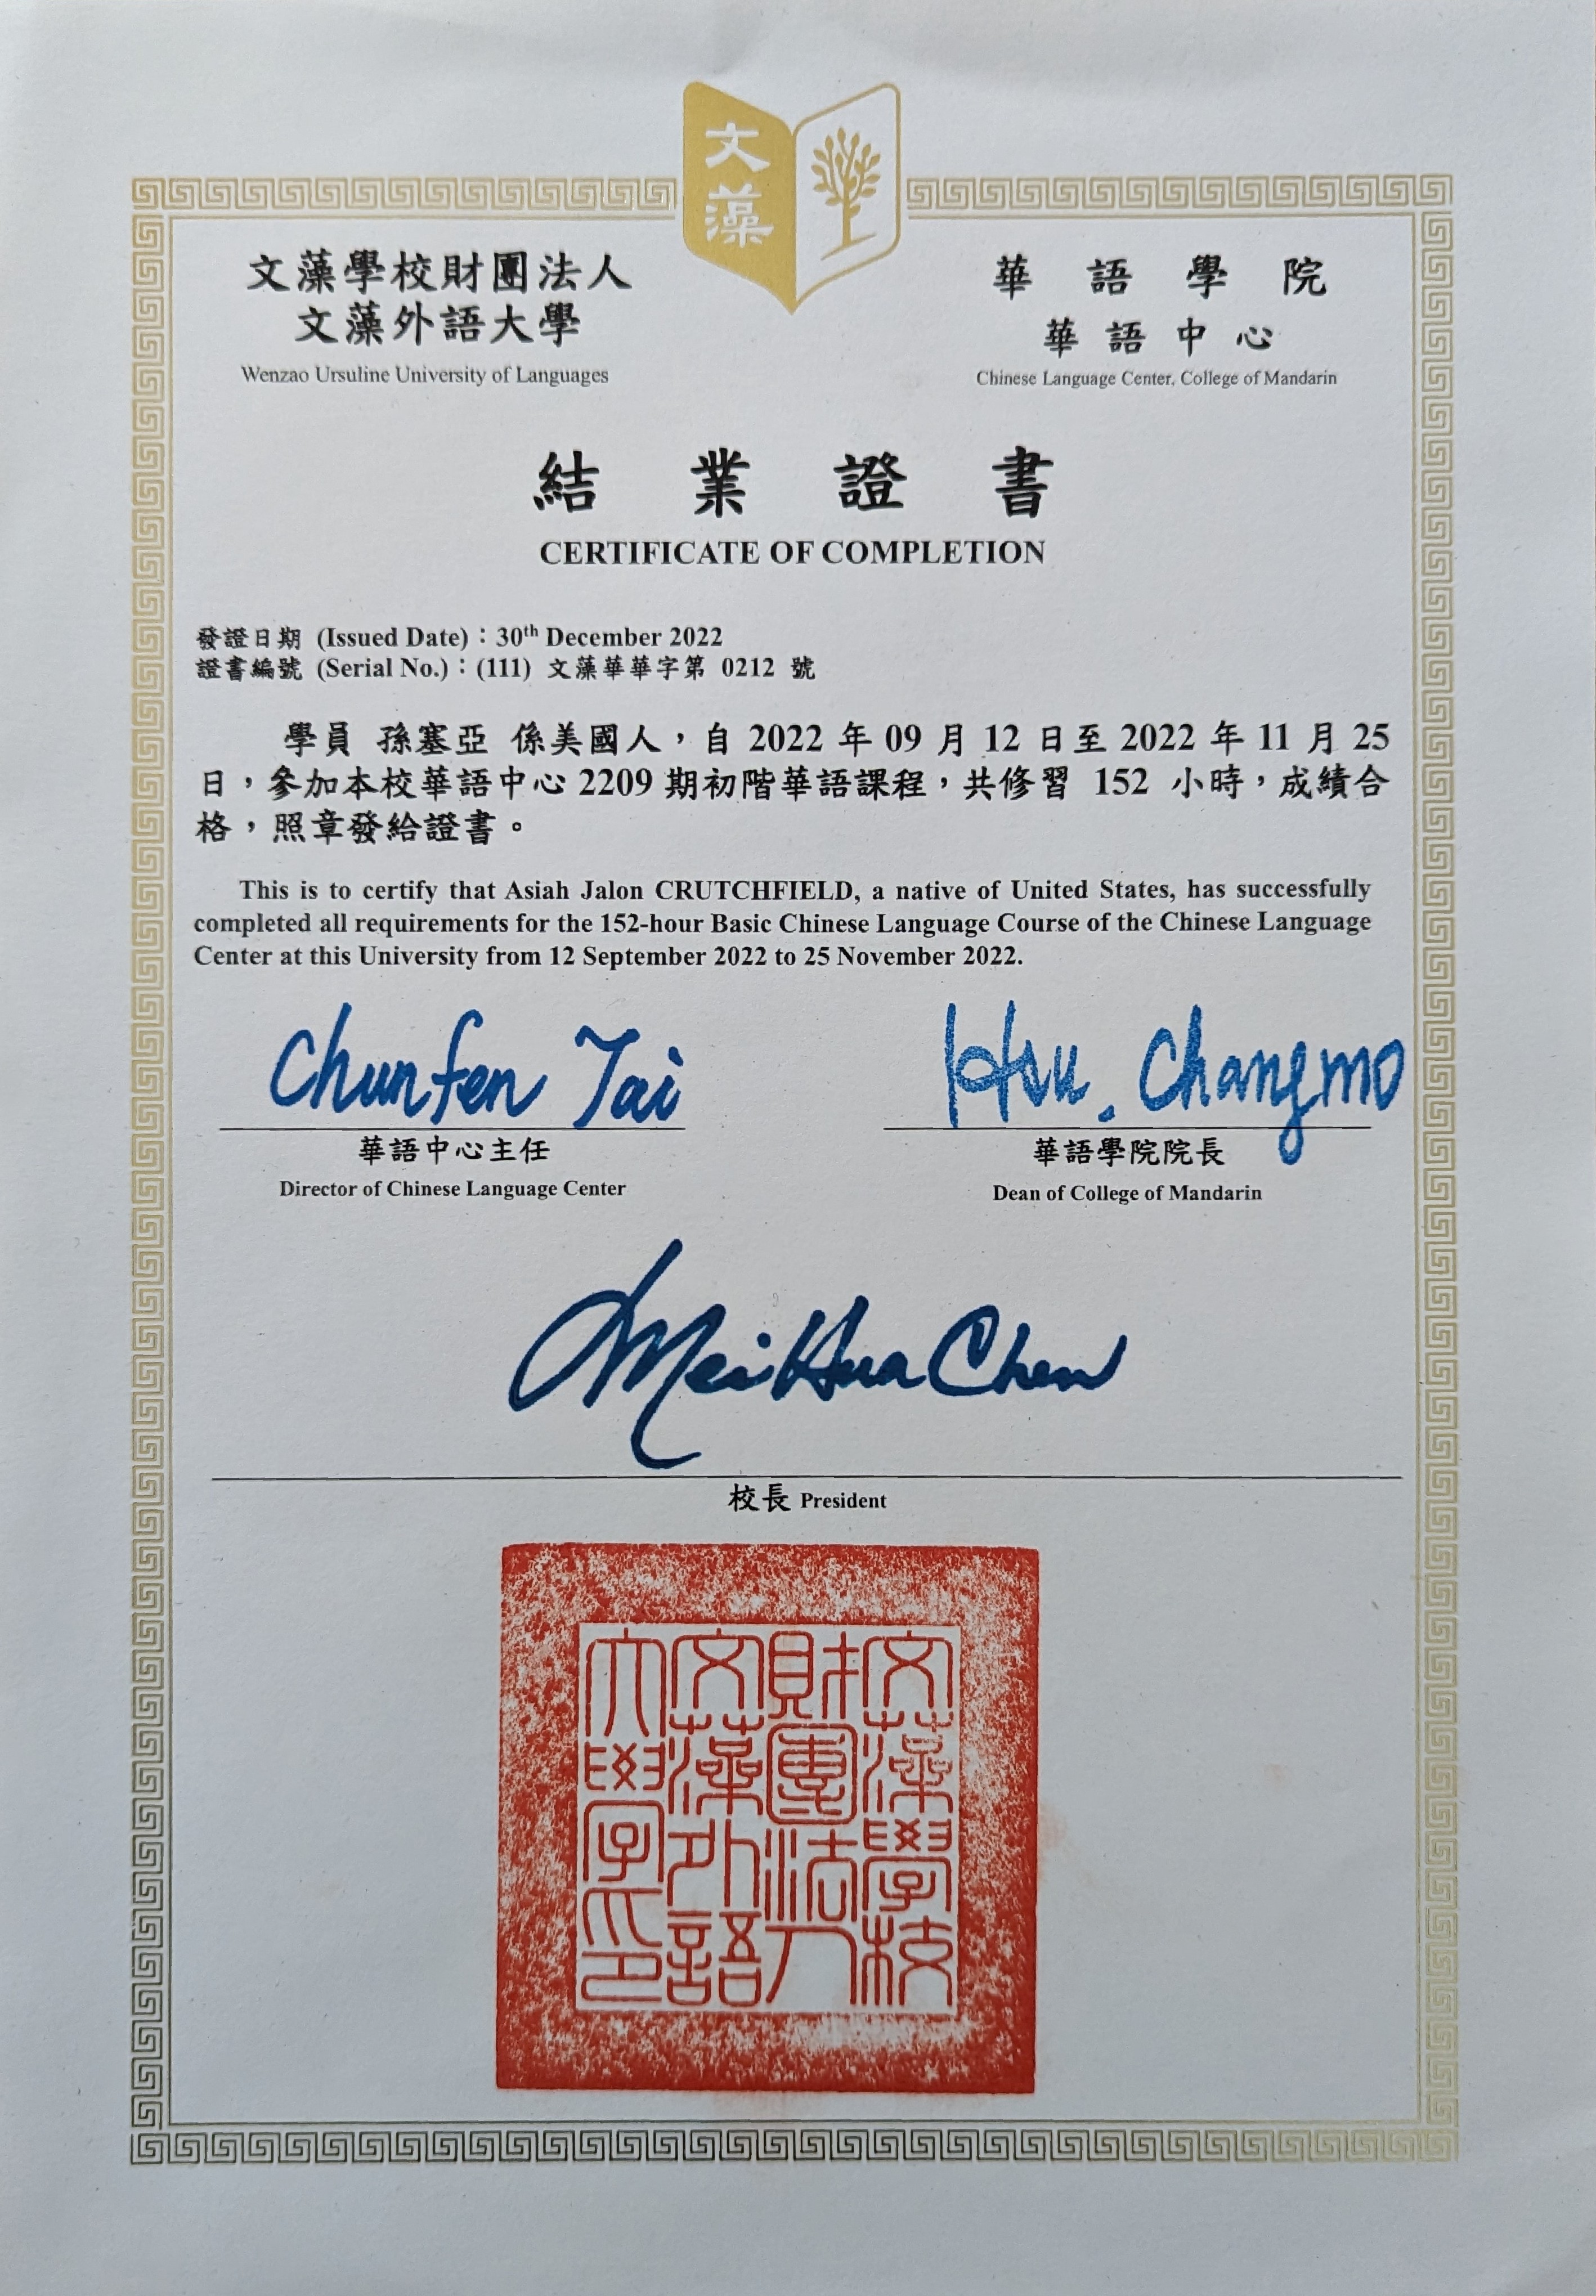 文藻
文藻學校財團法人
文藻外語大學
Wenzao Ursuline University of Languages
華語學院
華語中心
Chinese Language Center, College of Mandarin
結業證書
CERTIFICATE OF COMPLETION
發證日期 (Issued Date)：30th December 2022
證書編號 (Serial No.)：(111) 文藻華華字第 0212 號
學員 孫塞亞 係美國人，自 2022 年 09 月 12 日至 2022 年 11 月 25
日，參加本校華語中心 2209 期初階華語課程，共修習 152 小時，成績合
格，照章發給證書。
This is to certify that Asiah Jalon CRUTCHFIELD, a native of United States, has successfully
completed all requirements for the 152-hour Basic Chinese Language Course of the Chinese Language
Center at this University from 12 September 2022 to 25 November 2022.
Chunfen Tai
華語中心主任
Director of Chinese Language Center
Hsu, Changmo
華語學院院長
Dean of College of Mandarin
MeiHua Chen
校長 President
文藻學校
財團法人
文藻外語
大學印